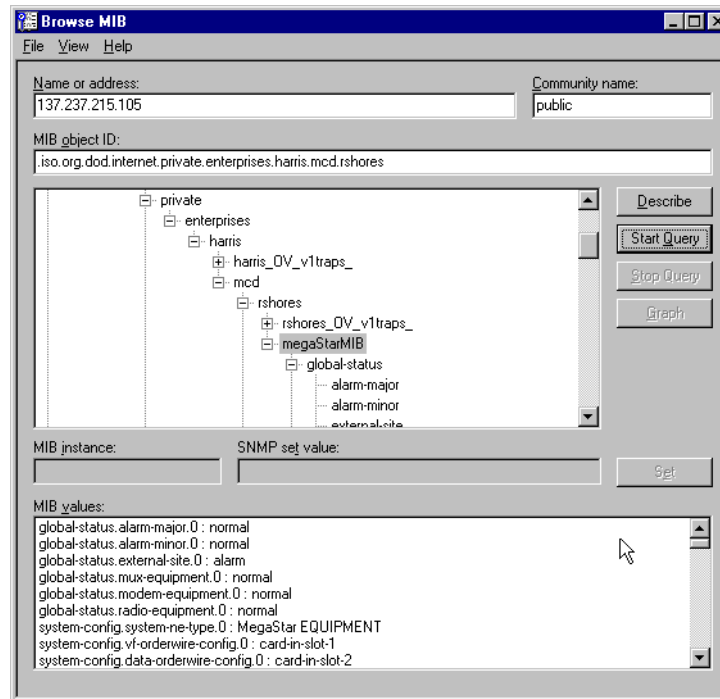 Browse MIB
File View Help
Name or address:
Community name:
137.237.215.105
public
MIB object ID:
.iso.org.dod.internet.private.enterprises.harris.mcd.rshores
private
enterprises
harris
harris_OV_v1traps_
mcd
rshores
rshores_OV_v1traps_
megaStarMIB
global-status
alarm-major
alarm-minor
external-site
Describe
Start Query
Stop Query
Graph
MIB instance:
SNMP set value:
Set
MIB values:
global-status.alarm-major.0 : normal
global-status.alarm-minor.0 : normal
global-status.external-site.0 : alarm
global-status.mux-equipment.0 : normal
global-status.modem-equipment.0 : normal
global-status.radio-equipment.0 : normal
system-config.system-ne-type.0 : MegaStar EQUIPMENT
system-config.vf-orderwire-config.0 : card-in-slot-1
system-config.data-orderwire-config.0 : card-in-slot-2